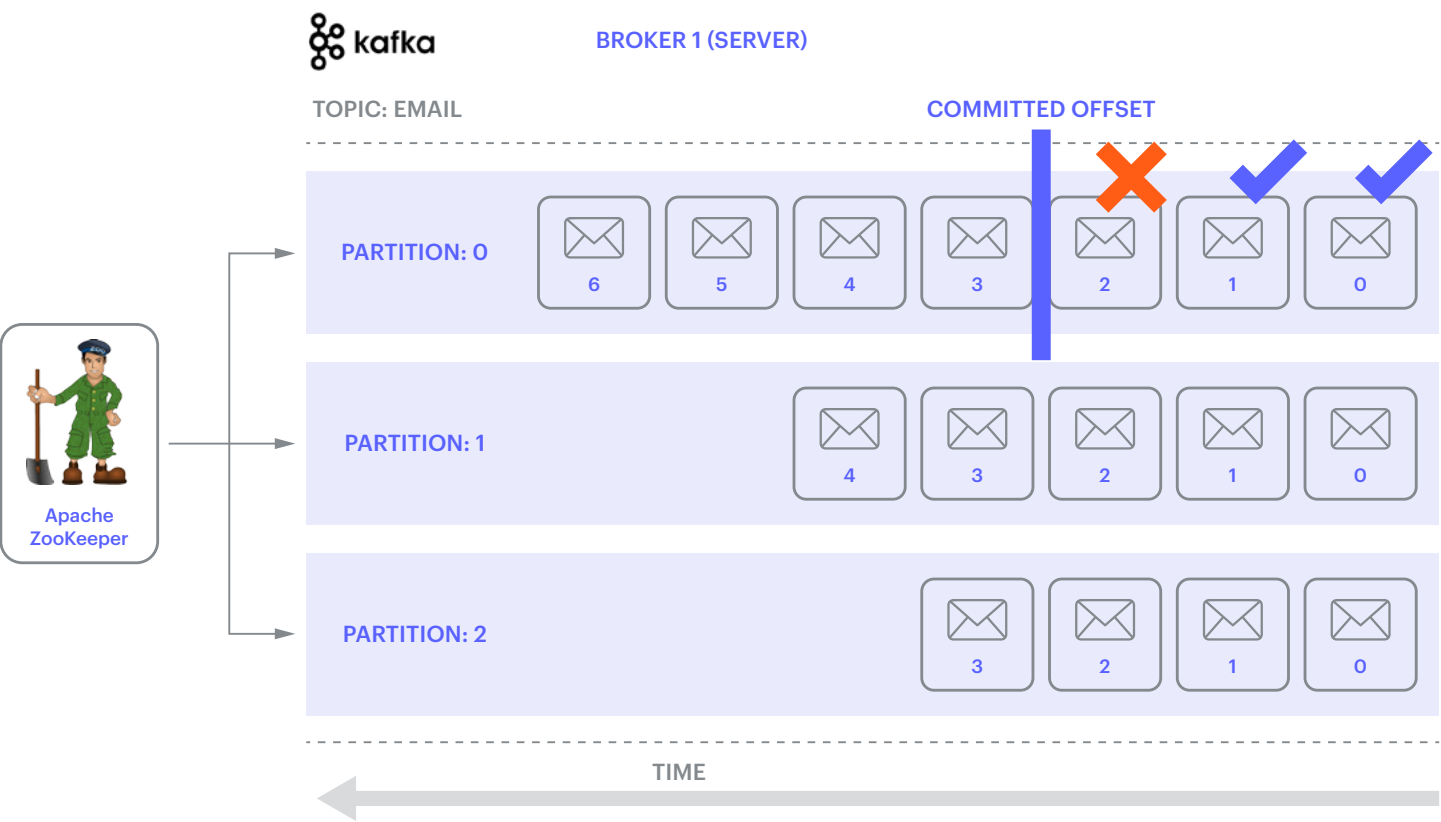 kafka
BROKER 1 (SERVER)
TOPIC: EMAIL
COMMITTED OFFSET
PARTITION: 0
6 5 4 3 2 1 0
Apache
ZooKeeper
PARTITION: 1
4 3 2 1 0
PARTITION: 2
3 2 1 0
TIME